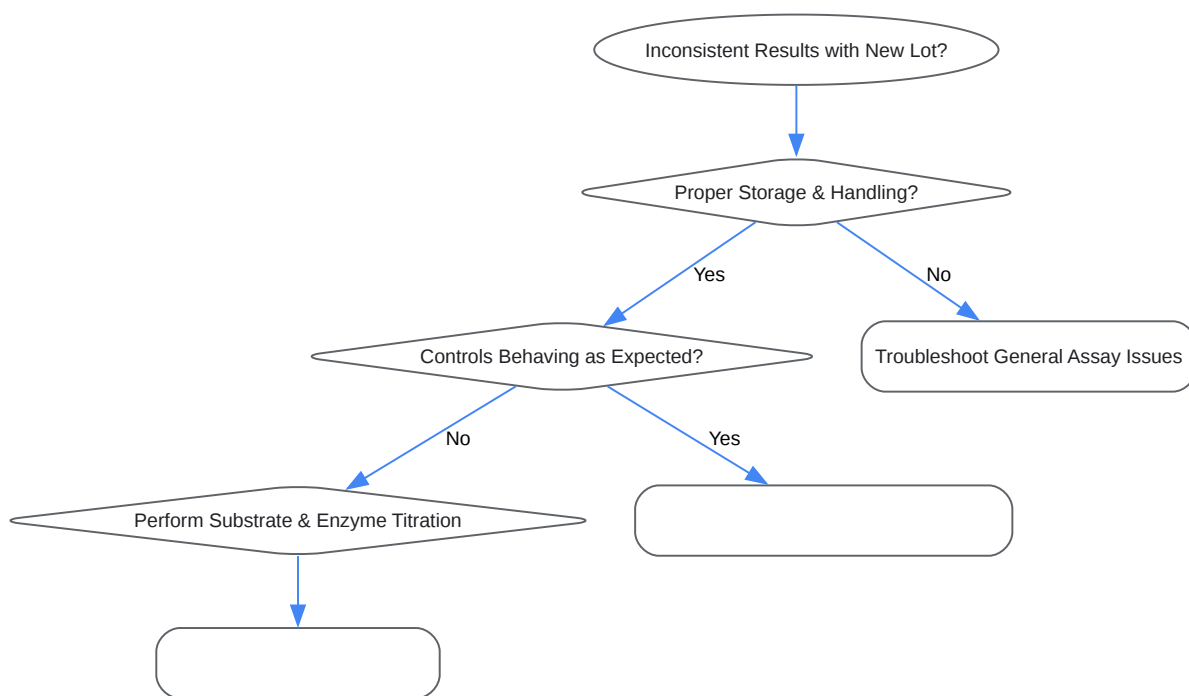 Inconsistent Results with New Lot?
Proper Storage & Handling?
Yes
No
Controls Behaving as Expected?
Troubleshoot General Assay Issues
No
Yes
Perform Substrate & Enzyme Titration